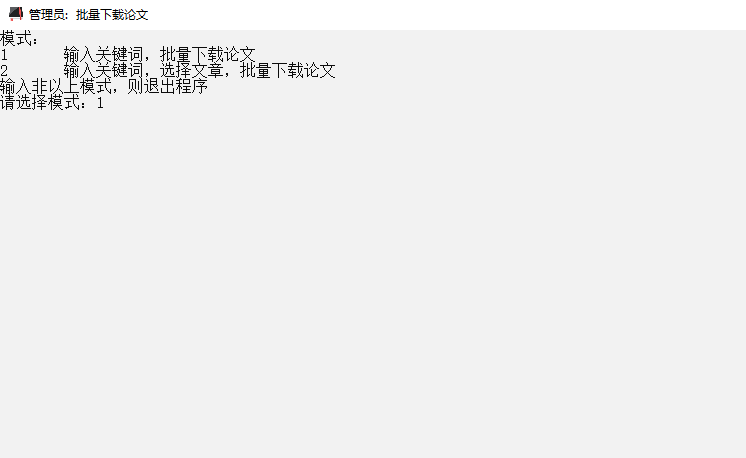 管理员: 批量下载论文
模式:
1 输入关键词，批量下载论文
2 输入关键词，选择文章，批量下载论文
输入非以上模式，则退出程序
请选择模式: 1